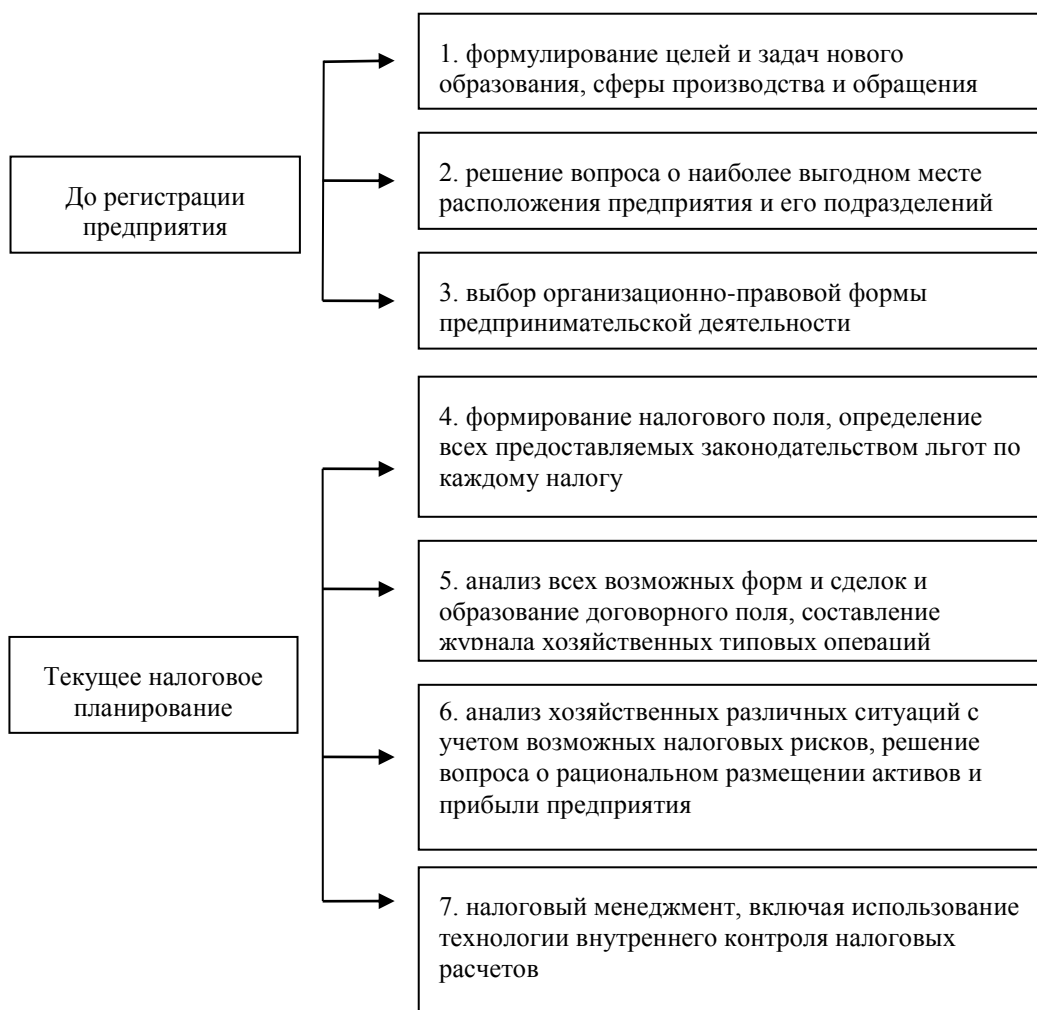 1. формулирование целей и задач нового
образования, сферы производства и обращения
2. решение вопроса о наиболее выгодном месте
расположения предприятия и его подразделений
До регистрации
предприятия
3. выбор организационно-правовой формы
предпринимательской деятельности
4. формирование налогового поля, определение
всех предоставляемых законодательством льгот по
каждому налогу
5. анализ всех возможных форм и сделок и
образование договорного поля, составление
журнала хозяйственных типовых операций
Текущее налоговое
планирование
6. анализ хозяйственных различных ситуаций с
учетом возможных налоговых рисков, решение
вопроса о рациональном размещении активов и
прибыли предприятия
7. налоговый менеджмент, включая использование
технологии внутреннего контроля налоговых
расчетов